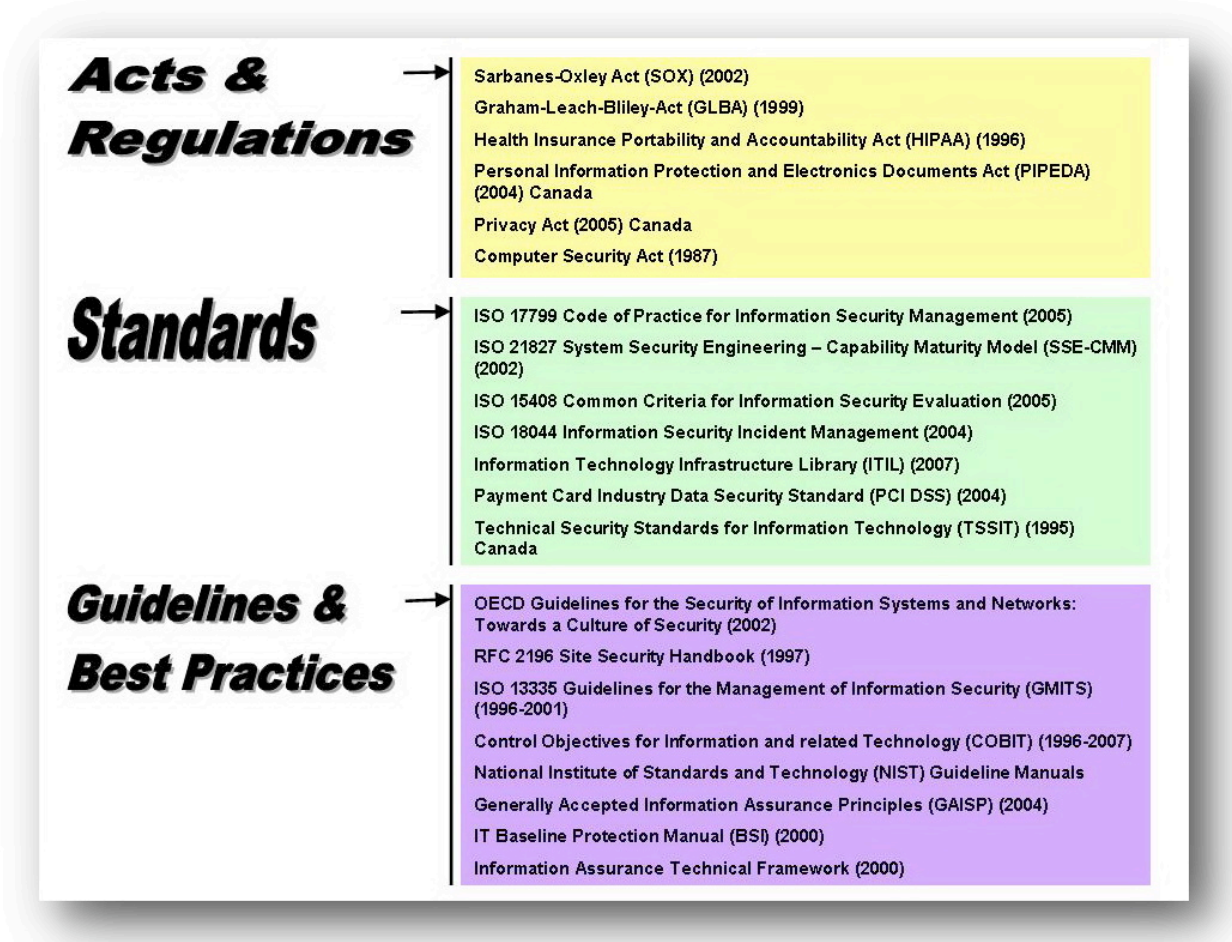 Acts &
Regulations
Sarbanes-Oxley Act (SOX) (2002)
Graham-Leach-Bliley-Act (GLBA) (1999)
Health Insurance Portability and Accountability Act (HIPAA) (1996)
Personal Information Protection and Electronics Documents Act (PIPEDA)
(2004) Canada
Privacy Act (2005) Canada
Computer Security Act (1987)
Standards
ISO 17799 Code of Practice for Information Security Management (2005)
ISO 21827 System Security Engineering – Capability Maturity Model (SSE-CMM)
(2002)
ISO 15408 Common Criteria for Information Security Evaluation (2005)
ISO 18044 Information Security Incident Management (2004)
Information Technology Infrastructure Library (ITIL) (2007)
Payment Card Industry Data Security Standard (PCI DSS) (2004)
Technical Security Standards for Information Technology (TSSIT) (1995)
Canada
Guidelines &
Best Practices
OECD Guidelines for the Security of Information Systems and Networks:
Towards a Culture of Security (2002)
RFC 2196 Site Security Handbook (1997)
ISO 13335 Guidelines for the Management of Information Security (GMITS)
(1996-2001)
Control Objectives for Information and related Technology (COBIT) (1996-2007)
National Institute of Standards and Technology (NIST) Guideline Manuals
Generally Accepted Information Assurance Principles (GAISP) (2004)
IT Baseline Protection Manual (BSI) (2000)
Information Assurance Technical Framework (2000)